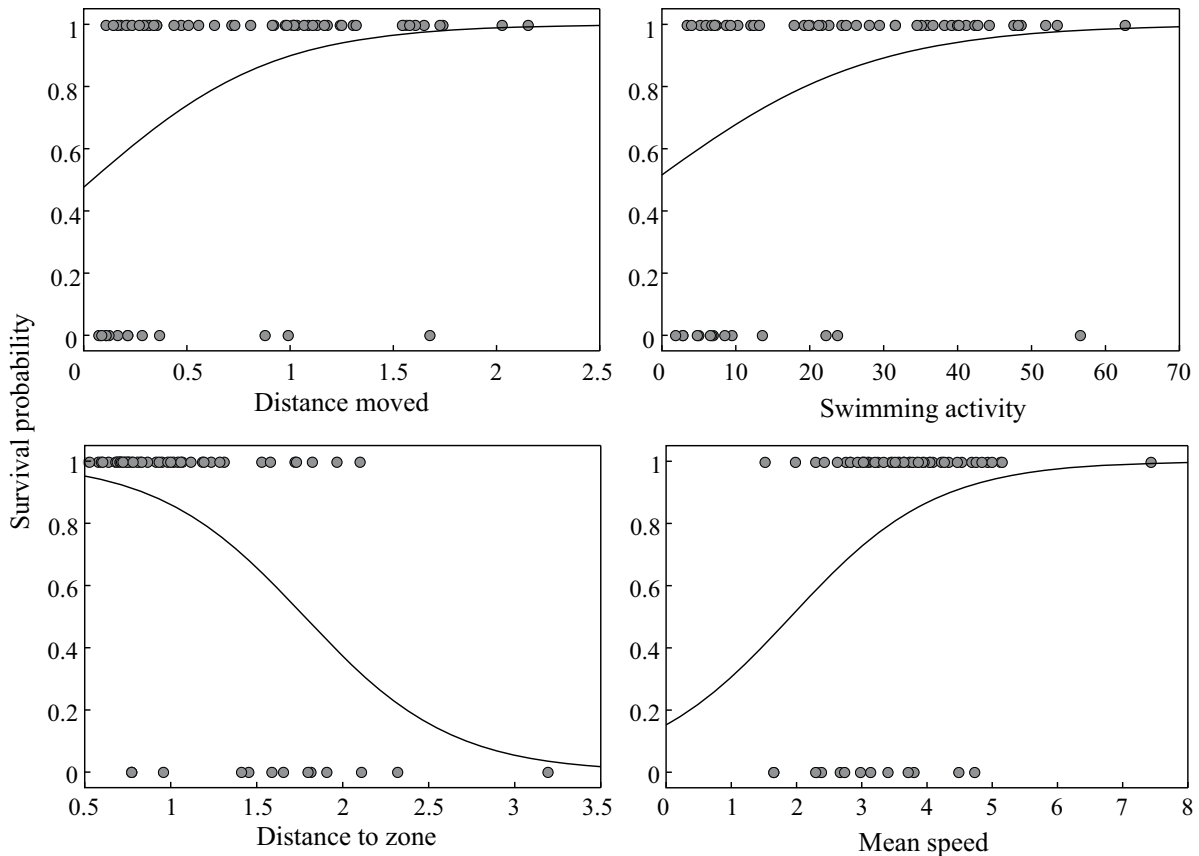 Survival probability
1
0.8
0.6
0.4
0.2
0
0 0.5 1 1.5 2 2.5
Distance moved
1
0.8
0.6
0.4
0.2
0
0 10 20 30 40 50 60 70
Swimming activity
1
0.8
0.6
0.4
0.2
0
0.5 1 1.5 2 2.5 3 3.5
Distance to zone
1
0.8
0.6
0.4
0.2
0
0 1 2 3 4 5 6 7 8
Mean speed